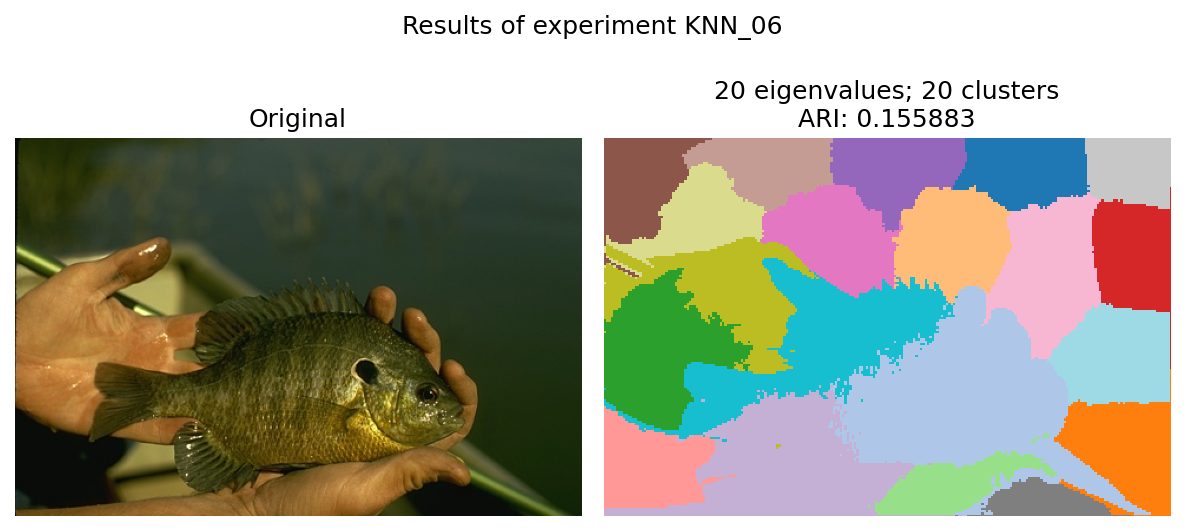 Results of experiment KNN_06
Original
20 eigenvalues; 20 clusters
ARI: 0.155883